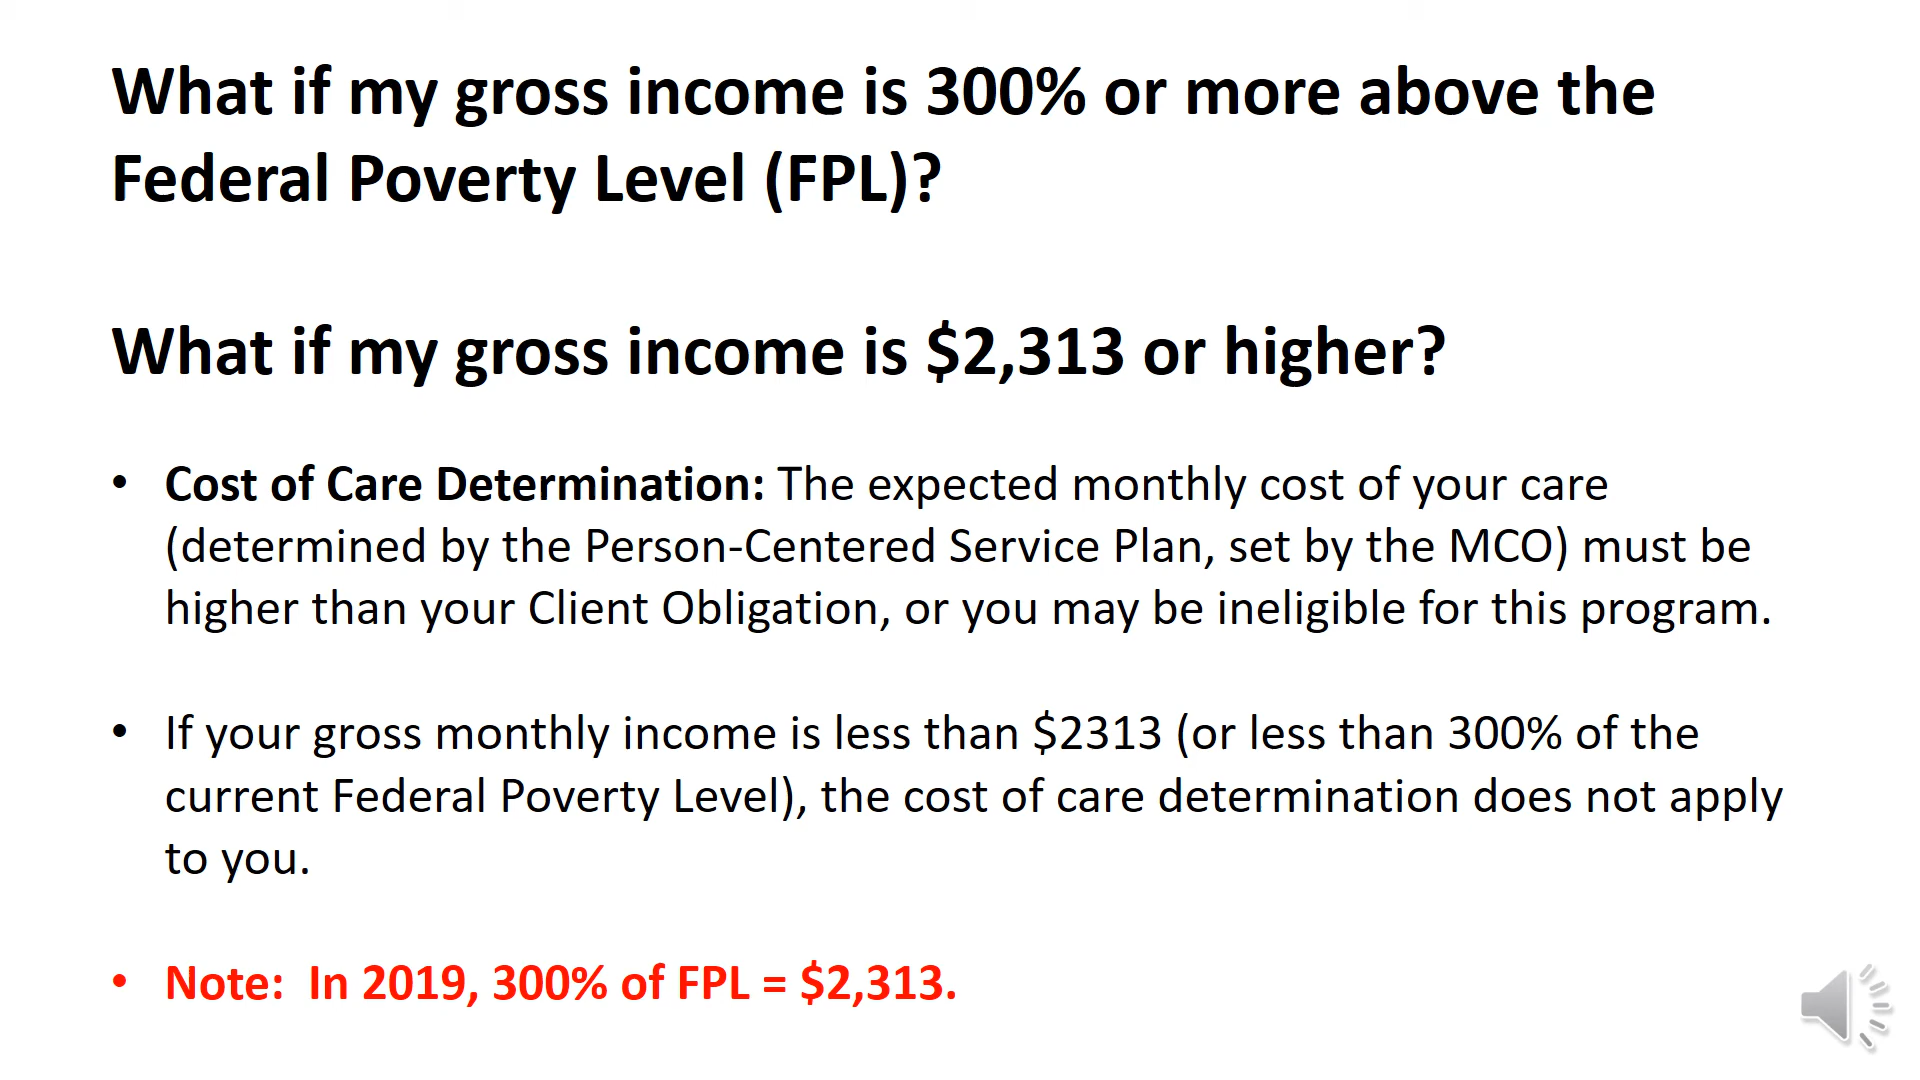 What if my gross income is 300% or more above the
Federal Poverty Level (FPL)?
What if my gross income is $2,313 or higher?
• Cost of Care Determination: The expected monthly cost of your care
(determined by the Person-Centered Service Plan, set by the MCO) must be
higher than your Client Obligation, or you may be ineligible for this program.
• If your gross monthly income is less than $2313 (or less than 300% of the
current Federal Poverty Level), the cost of care determination does not apply
to you.
• Note:  In 2019, 300% of FPL = $2,313.